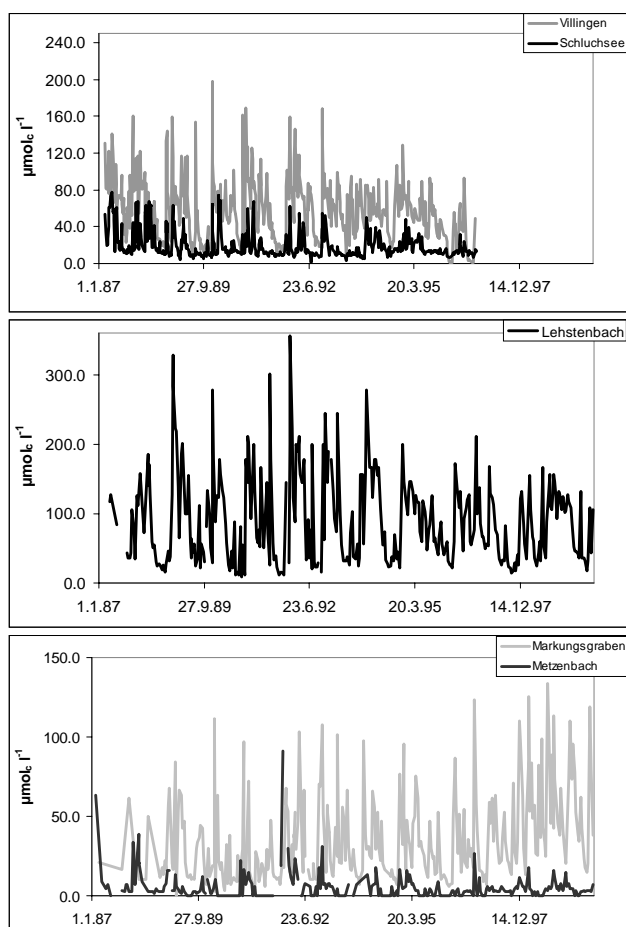 Villingen
Schluchsee
240.0
200.0
160.0
120.0
80.0
40.0
0.0
µmolc l-1
1.1.87 27.9.89 23.6.92 20.3.95 14.12.97
Lehstenbach
300.0
200.0
100.0
0.0
µmolc l-1
1.1.87 27.9.89 23.6.92 20.3.95 14.12.97
Markungsgraben
Metzenbach
150.0
100.0
50.0
0.0
µmolc l-1
1.1.87 27.9.89 23.6.92 20.3.95 14.12.97